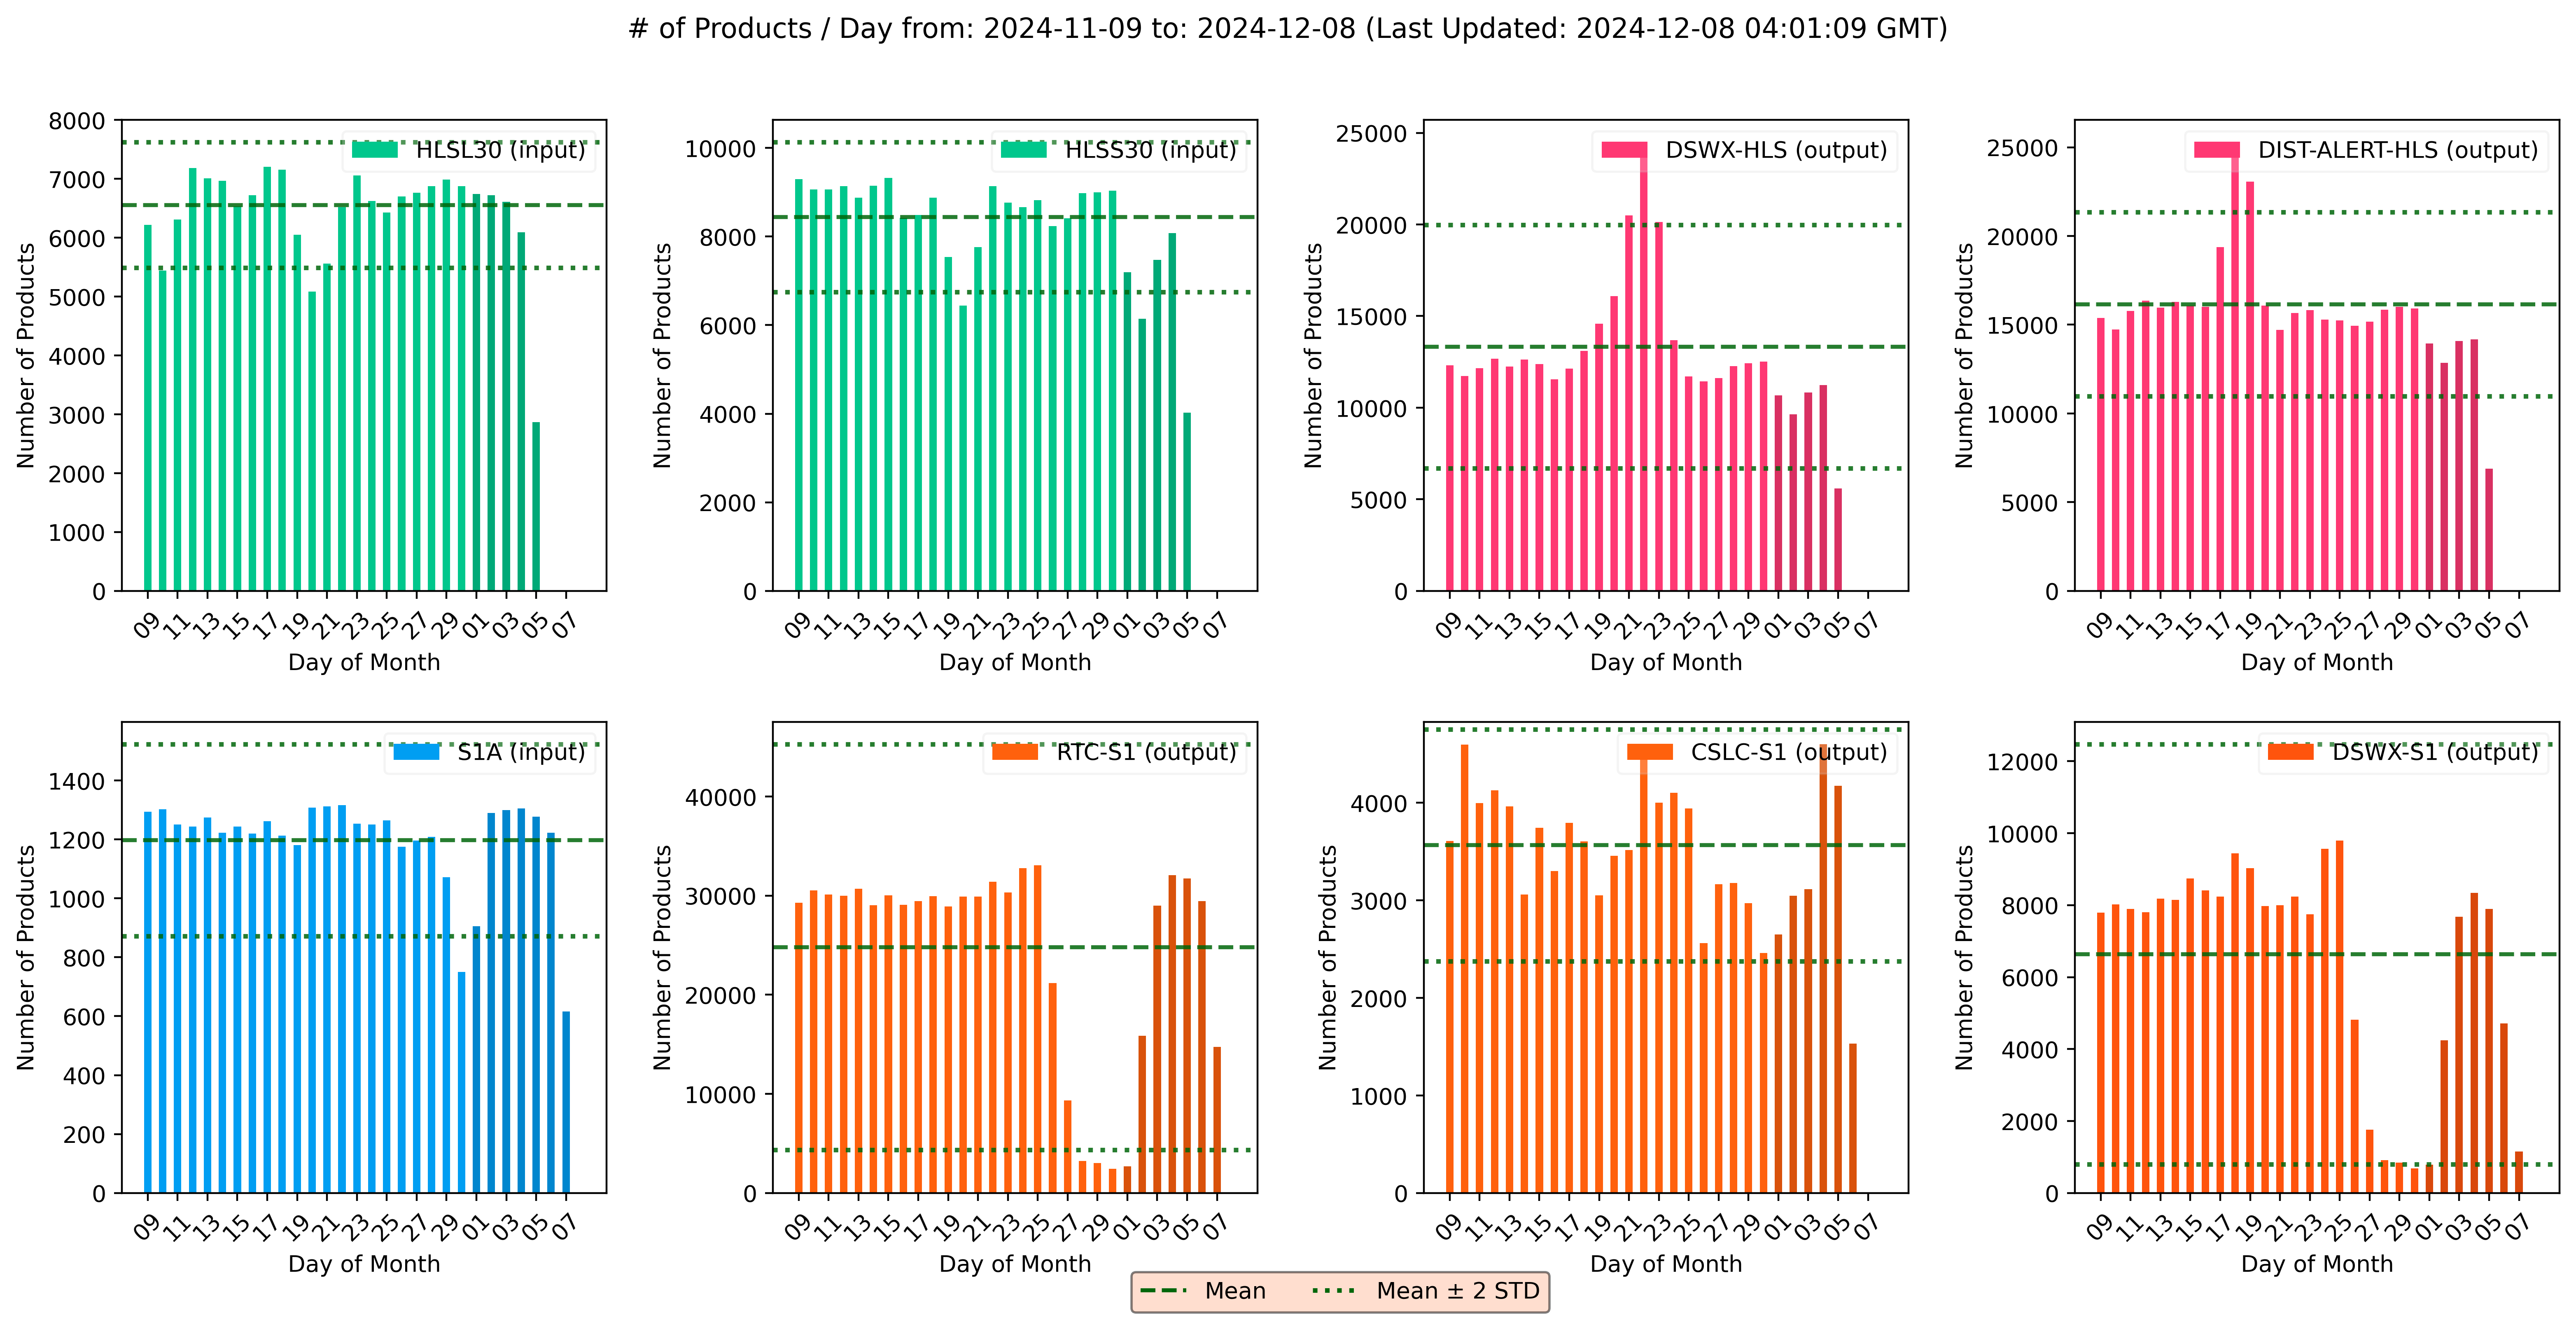 # of Products / Day from: 2024-11-09 to: 2024-12-08 (Last Updated: 2024-12-08 04:01:09 GMT)
HLSL30 (input)
Number of Products
8000
7000
6000
5000
4000
3000
2000
1000
0
09 11 13 15 17 19 21 23 25 27 29 01 03 05 07
Day of Month
HLSS30 (input)
Number of Products
10000
8000
6000
4000
2000
0
09 11 13 15 17 19 21 23 25 27 29 01 03 05 07
Day of Month
DSWX-HLS (output)
Number of Products
25000
20000
15000
10000
5000
0
09 11 13 15 17 19 21 23 25 27 29 01 03 05 07
Day of Month
DIST-ALERT-HLS (output)
Number of Products
25000
20000
15000
10000
5000
0
09 11 13 15 17 19 21 23 25 27 29 01 03 05 07
Day of Month
S1A (input)
Number of Products
1400
1200
1000
800
600
400
200
0
09 11 13 15 17 19 21 23 25 27 29 01 03 05 07
Day of Month
RTC-S1 (output)
Number of Products
40000
30000
20000
10000
0
09 11 13 15 17 19 21 23 25 27 29 01 03 05 07
Day of Month
CSLC-S1 (output)
Number of Products
4000
3000
2000
1000
0
09 11 13 15 17 19 21 23 25 27 29 01 03 05 07
Day of Month
DSWX-S1 (output)
Number of Products
12000
10000
8000
6000
4000
2000
0
09 11 13 15 17 19 21 23 25 27 29 01 03 05 07
Day of Month
Mean
Mean ± 2 STD